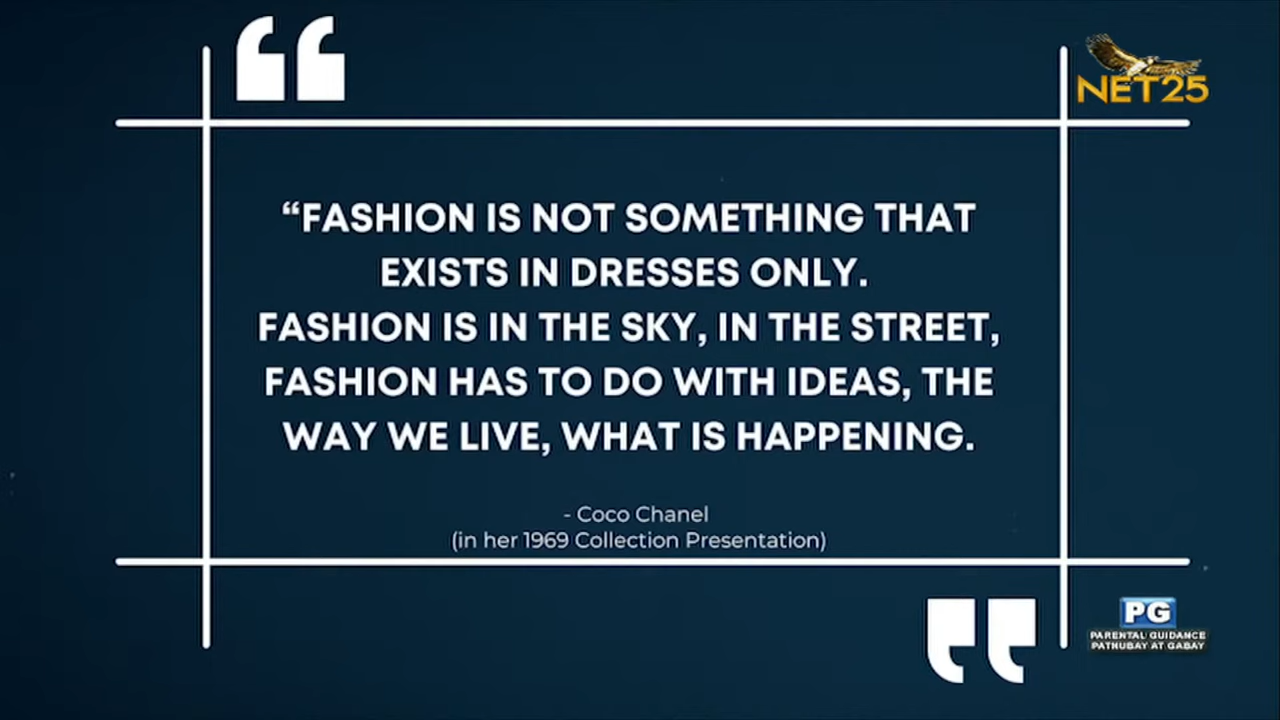 NET25
“FASHION IS NOT SOMETHING THAT
EXISTS IN DRESSES ONLY.
FASHION IS IN THE SKY, IN THE STREET,
FASHION HAS TO DO WITH IDEAS, THE
WAY WE LIVE, WHAT IS HAPPENING.
- Coco Chanel
(in her 1969 Collection Presentation)
PG
PARENTAL GUIDANCE
PATNUBAY AT GABAY